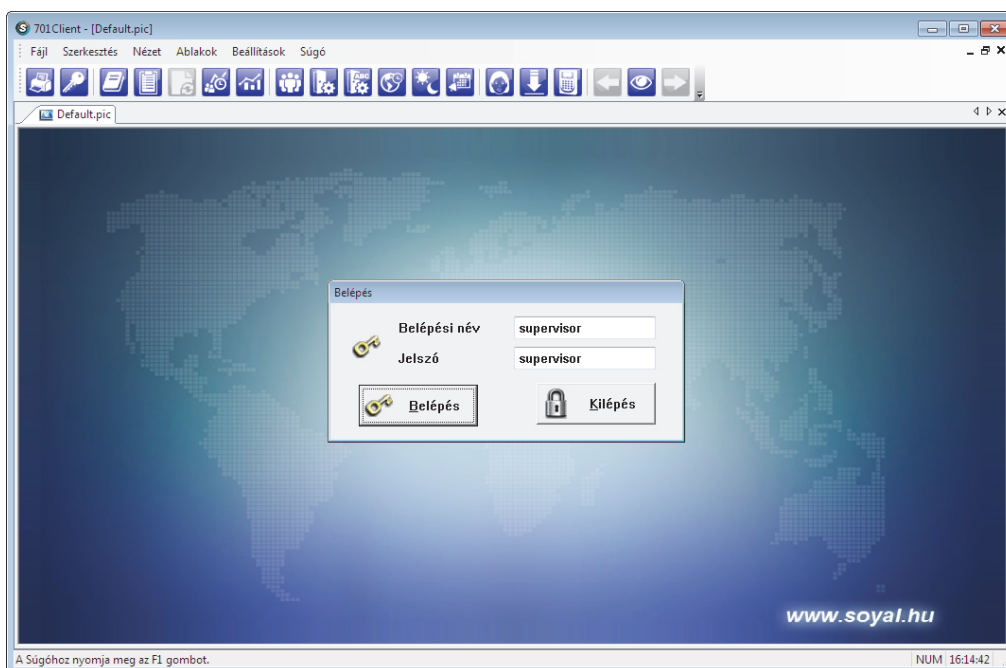 701Client - [Default.pic]
Fájl Szerkesztés Nézet Ablakok Beállítások Súgó
ABC
Default.pic
Belépés
Belépési név supervisor
Jelszó supervisor
Belépés Kilépés
www.soyal.hu
A Súgóhoz nyomja meg az F1 gombot. NUM 16:14:42